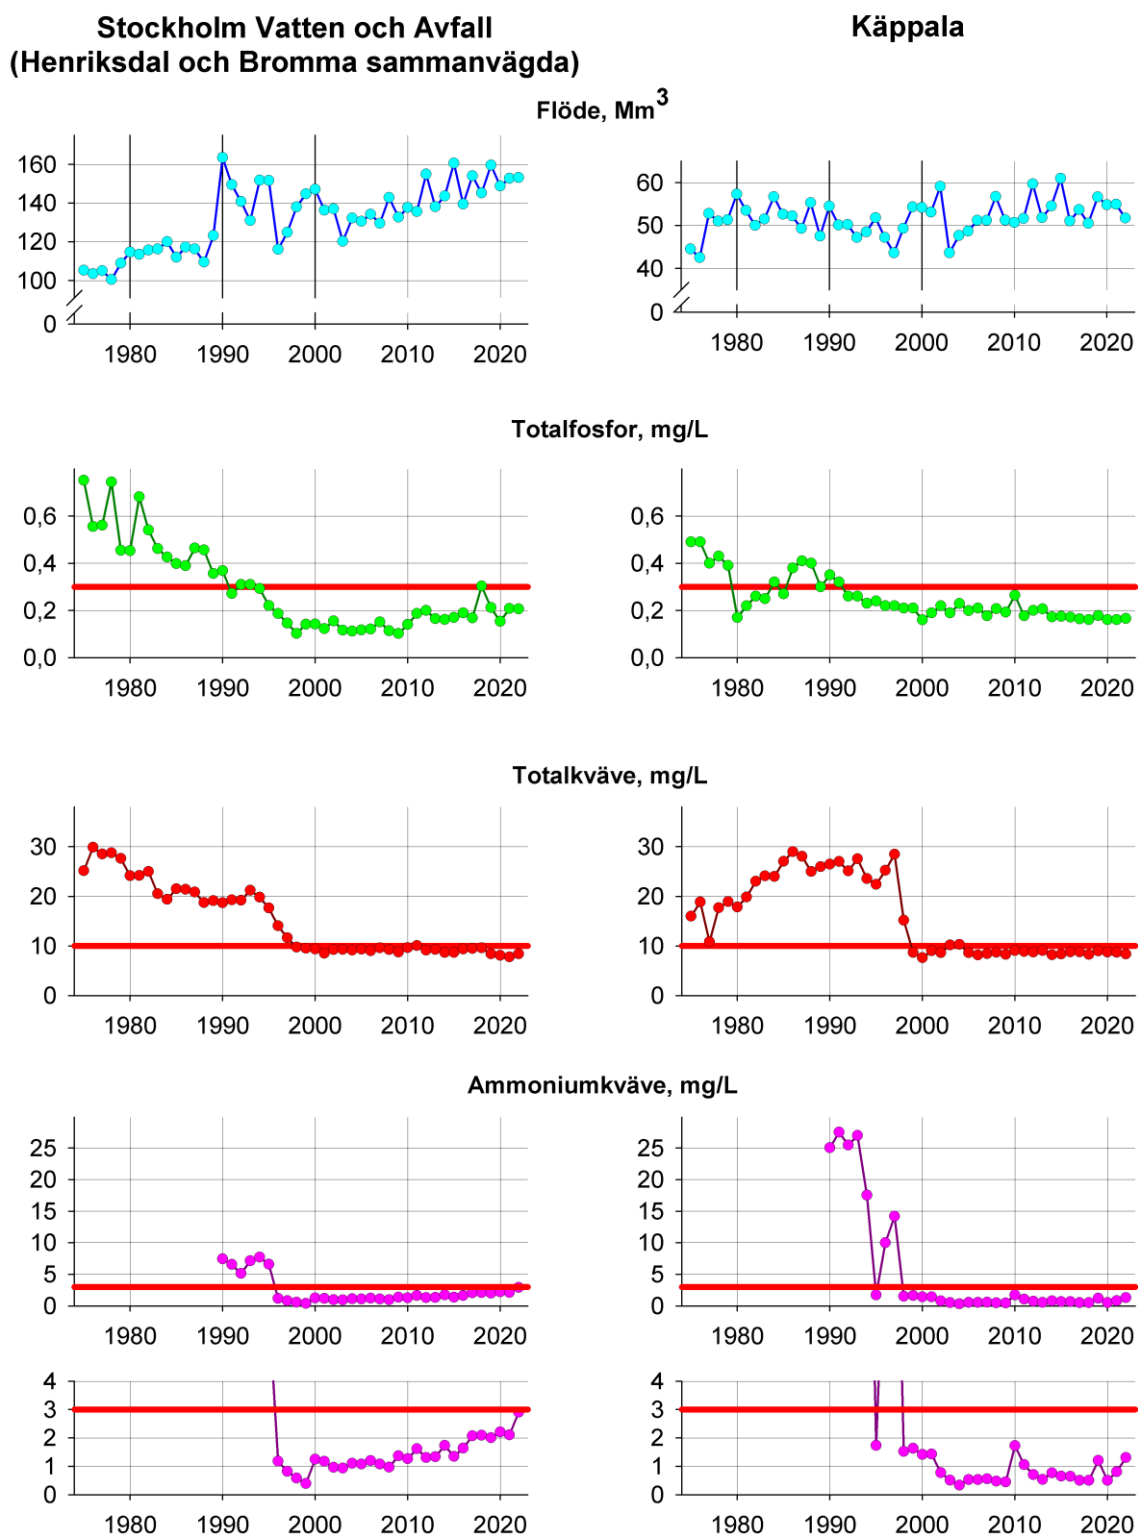 Stockholm Vatten och Avfall
(Henriksdal och Bromma sammanvägda)
Käppala
Flöde, Mm³
160
140
120
100
0
1980 1990 2000 2010 2020
60
50
40
0
1980 1990 2000 2010 2020
Totalfosfor, mg/L
0,6
0,4
0,2
0,0
1980 1990 2000 2010 2020
0,6
0,4
0,2
0,0
1980 1990 2000 2010 2020
Totalkväve, mg/L
30
20
10
0
1980 1990 2000 2010 2020
30
20
10
0
1980 1990 2000 2010 2020
Ammoniumkväve, mg/L
25
20
15
10
5
0
1980 1990 2000 2010 2020
25
20
15
10
5
0
1980 1990 2000 2010 2020
4
3
2
1
0
1980 1990 2000 2010 2020
4
3
2
1
0
1980 1990 2000 2010 2020